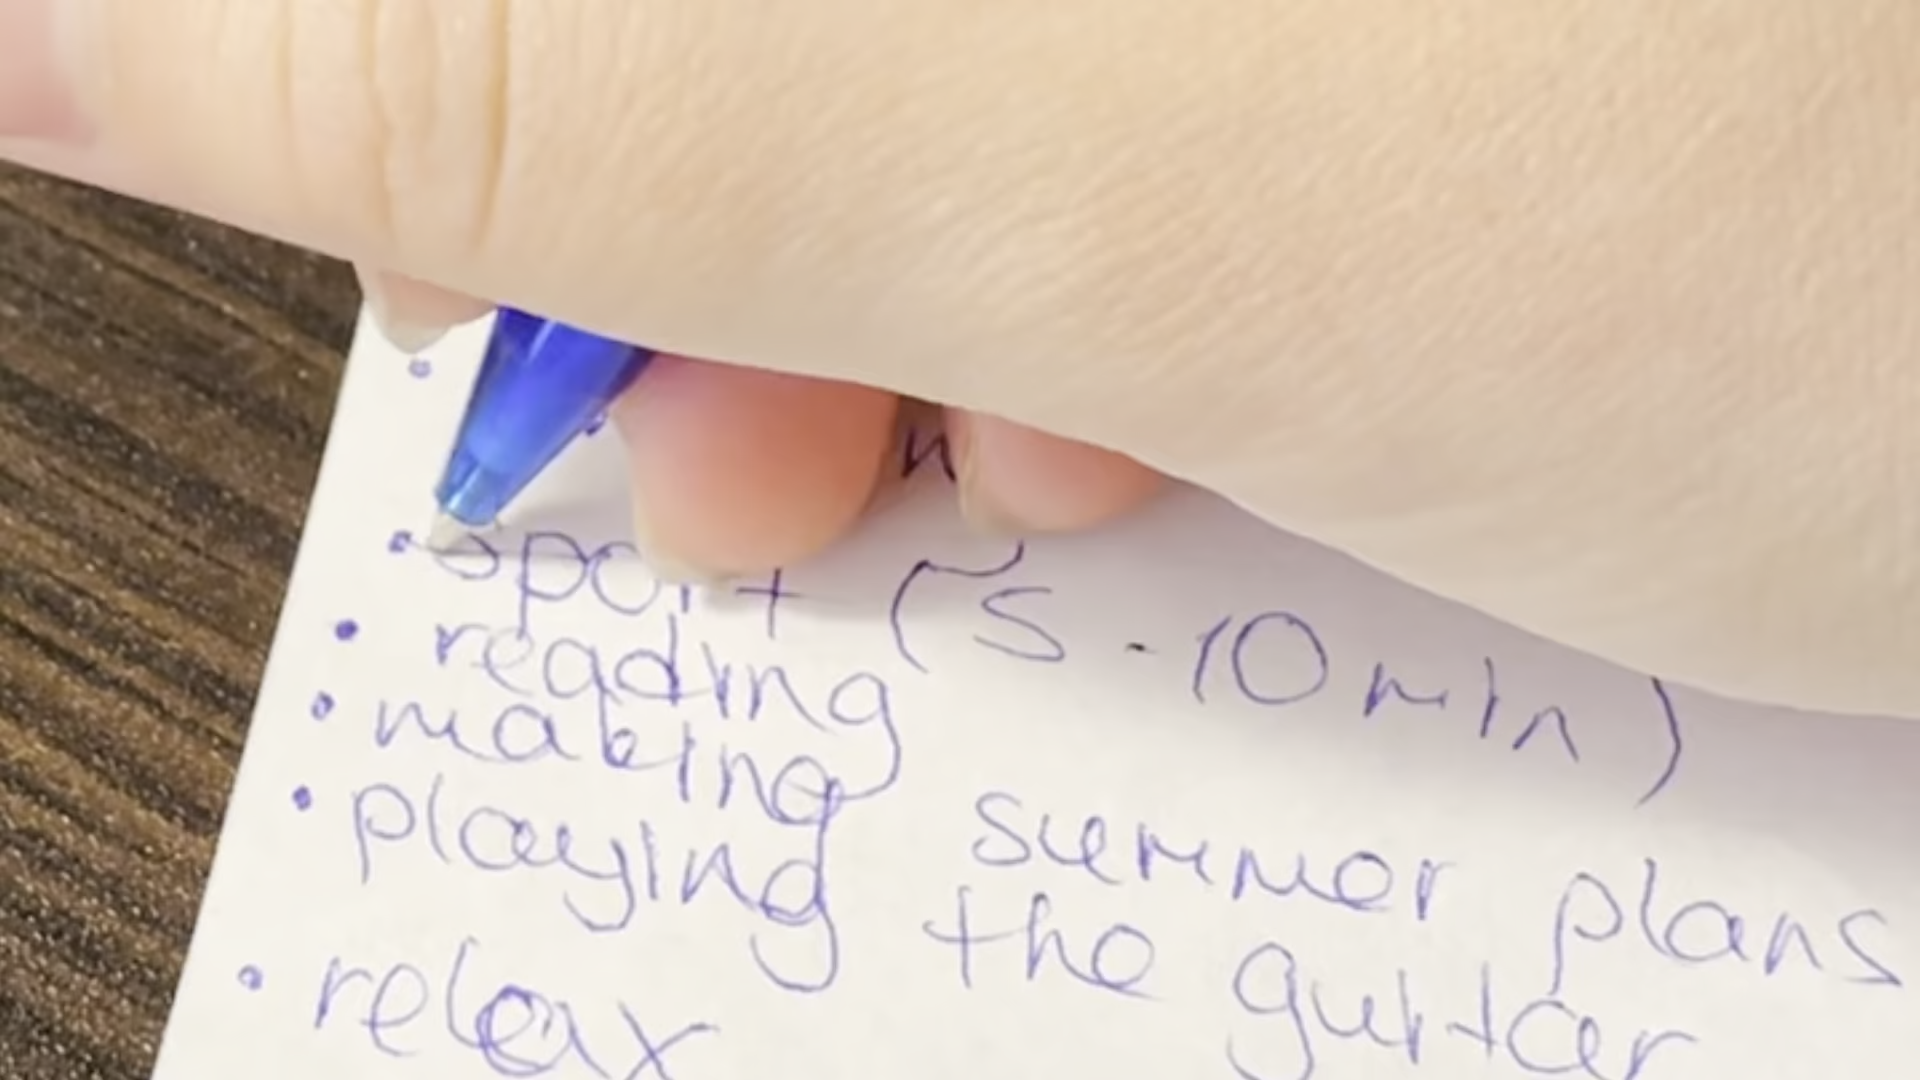 • sport (~5-10 min)
• reading
• making summer plans
• playing the guitar
• relax